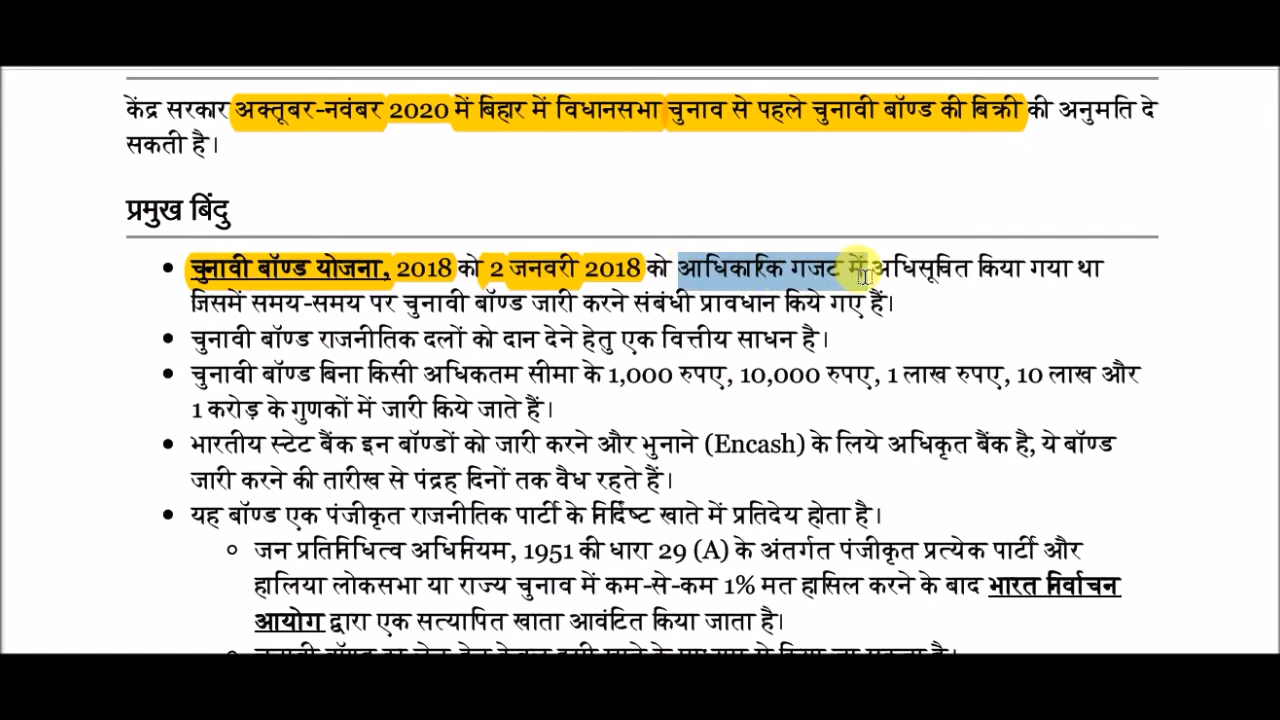 केंद्र सरकार अक्तूबर-नवंबर 2020 में बिहार में विधानसभा चुनाव से पहले चुनावी बॉण्ड की बिक्री की अनुमति दे
सकती है।
प्रमुख बिंदु
• चुनावी बॉण्ड योजना, 2018 को 2 जनवरी 2018 को आधिकारिक गजट में अधिसूचित किया गया था
जिसमें समय-समय पर चुनावी बॉण्ड जारी करने संबंधी प्रावधान किये गए हैं।
• चुनावी बॉण्ड राजनीतिक दलों को दान देने हेतु एक वित्तीय साधन है।
• चुनावी बॉण्ड बिना किसी अधिकतम सीमा के 1,000 रुपए, 10,000 रुपए, 1 लाख रुपए, 10 लाख और
1 करोड़ के गुणकों में जारी किये जाते हैं।
• भारतीय स्टेट बैंक इन बॉण्डों को जारी करने और भुनाने (Encash) के लिये अधिकृत बैंक है, ये बॉण्ड
जारी करने की तारीख से पंद्रह दिनों तक वैध रहते हैं।
• यह बॉण्ड एक पंजीकृत राजनीतिक पार्टी के निर्दिष्ट खाते में प्रतिदेय होता है।
○ जन प्रतिनिधित्व अधिनियम, 1951 की धारा 29 (A) के अंतर्गत पंजीकृत प्रत्येक पार्टी और
हालिया लोकसभा या राज्य चुनाव में कम-से-कम 1% मत हासिल करने के बाद भारत निर्वाचन
आयोग द्वारा एक सत्यापित खाता आवंटित किया जाता है।